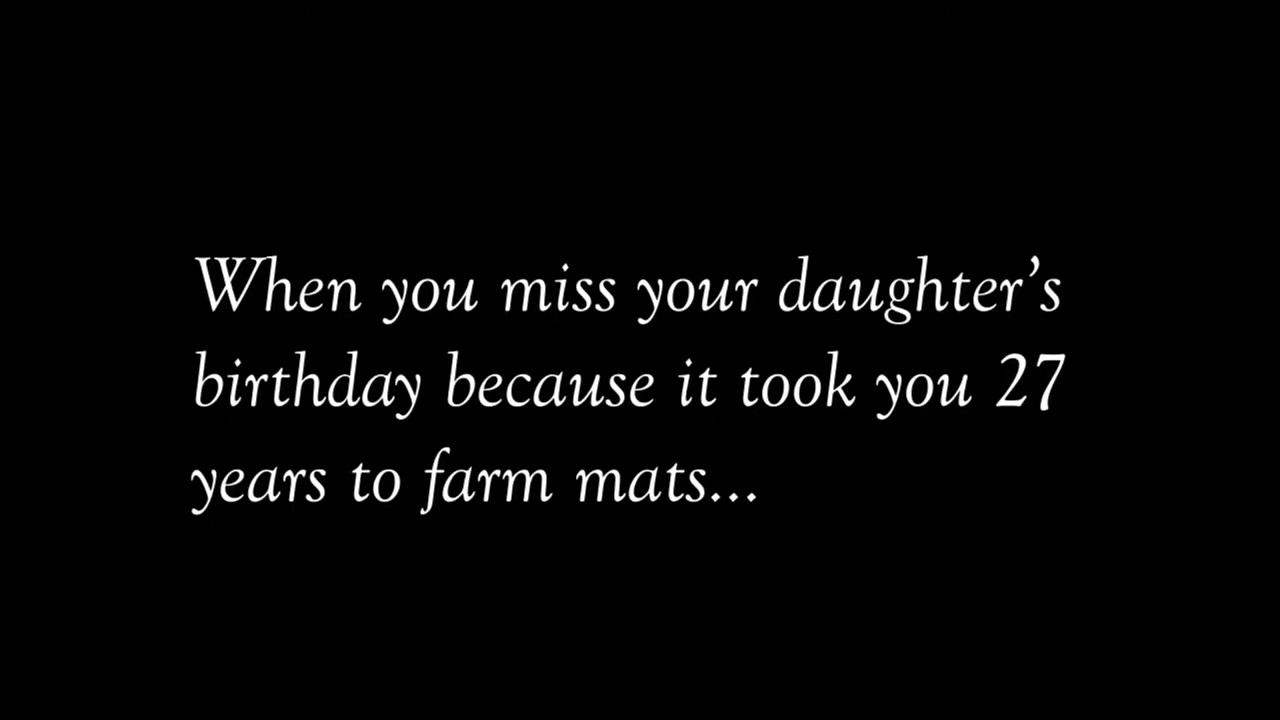 When you miss your daughter’s
birthday because it took you 27
years to farm mats...